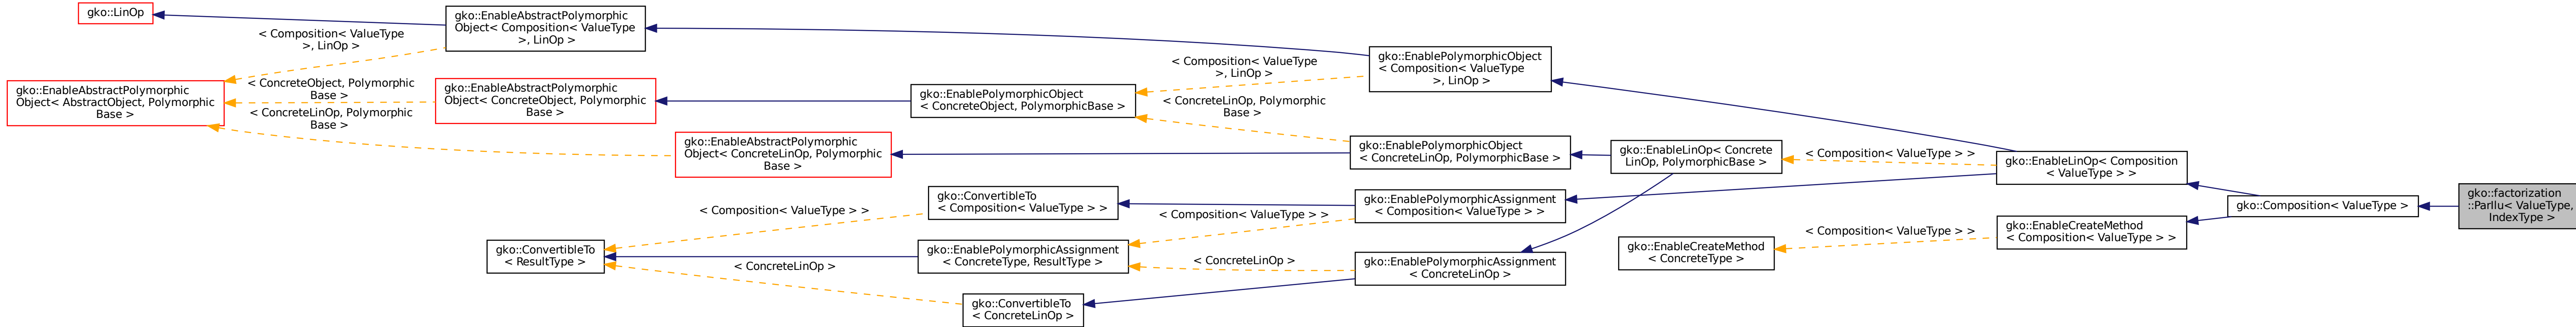 gko::LinOp
gko::EnableAbstractPolymorphic
Object< Composition< ValueType
>, LinOp >
< Composition< ValueType
>, LinOp >
gko::EnableAbstractPolymorphic
Object< AbstractObject, Polymorphic
Base >
< ConcreteObject, Polymorphic
Base >
< ConcreteLinOp, Polymorphic
Base >
gko::EnableAbstractPolymorphic
Object< ConcreteObject, Polymorphic
Base >
gko::EnableAbstractPolymorphic
Object< ConcreteLinOp, Polymorphic
Base >
gko::EnablePolymorphicObject
< ConcreteObject, PolymorphicBase >
< Composition< ValueType
>, LinOp >
< ConcreteLinOp, Polymorphic
Base >
gko::EnablePolymorphicObject
< Composition< ValueType
>, LinOp >
gko::EnablePolymorphicObject
< ConcreteLinOp, PolymorphicBase >
gko::EnableLinOp< Concrete
LinOp, PolymorphicBase >
< Composition< ValueType > >
gko::EnableLinOp< Composition
< ValueType > >
gko::ConvertibleTo
< ResultType >
< Composition< ValueType > >
< ConcreteLinOp >
gko::ConvertibleTo
< Composition< ValueType > >
gko::EnablePolymorphicAssignment
< ConcreteType, ResultType >
gko::ConvertibleTo
< ConcreteLinOp >
< Composition< ValueType > >
< ConcreteLinOp >
gko::EnablePolymorphicAssignment
< Composition< ValueType > >
gko::EnablePolymorphicAssignment
< ConcreteLinOp >
gko::EnableCreateMethod
< ConcreteType >
< Composition< ValueType > >
gko::EnableCreateMethod
< Composition< ValueType > >
gko::Composition< ValueType >
gko::factorization
::ParIlu< ValueType,
IndexType >